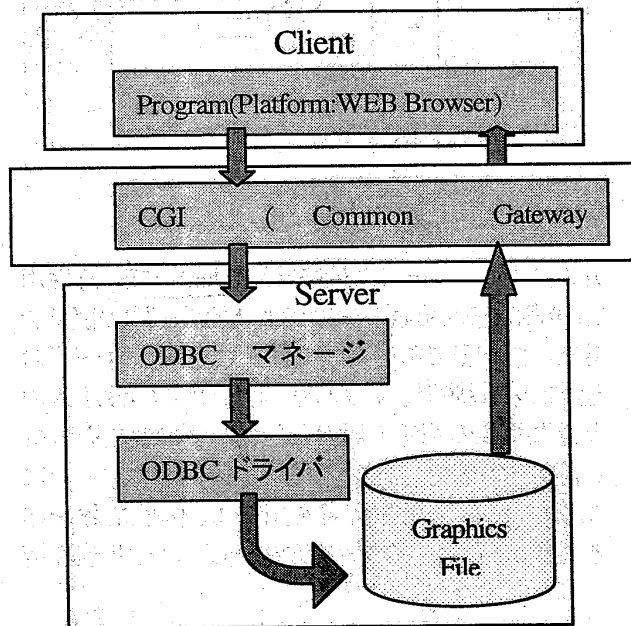 Client
Program(Platform:WEB Browser)
CGI ( Common Gateway
Server
ODBC マネージ
ODBC ドライバ
Graphics
File